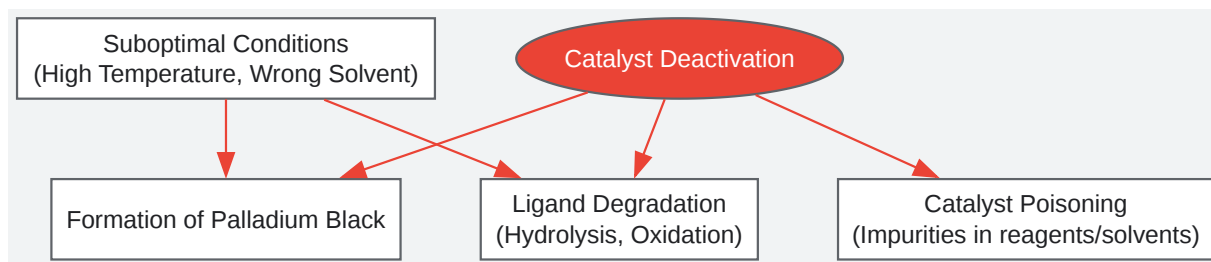 Suboptimal Conditions
(High Temperature, Wrong Solvent)
Catalyst Deactivation
Formation of Palladium Black
Ligand Degradation
(Hydrolysis, Oxidation)
Catalyst Poisoning
(Impurities in reagents/solvents)